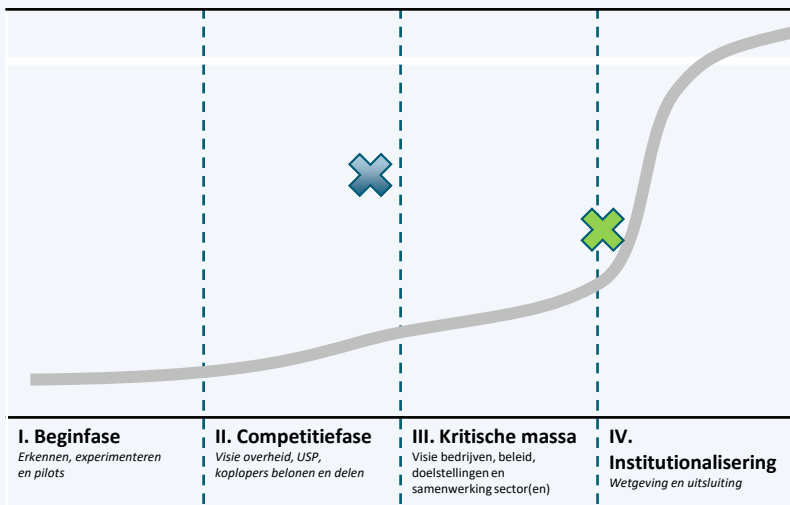 I. Beginfase
Erkennen, experimenteren
en pilots
II. Competitiefase
Visie overheid, USP,
koplopers belonen en delen
III. Kritische massa
Visie bedrijven, beleid,
doelstellingen en
samenwerking sector(en)
IV.
Institutionalisering
Wetgeving en uitsluiting